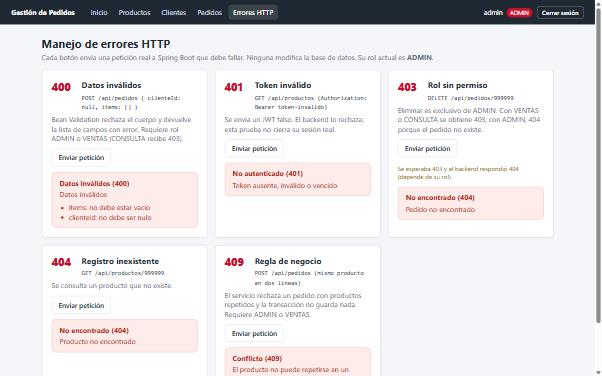 Gestión de Pedidos Inicio Productos Clientes Pedidos Errores HTTP admin ADMIN Cerrar sesión
Manejo de errores HTTP
Cada botón envía una petición real a Spring Boot que debe fallar. Ninguna modifica la base de datos. Su rol actual es ADMIN.
400 Datos inválidos
POST /api/pedidos { clienteId:
null, items: [] }
Bean Validation rechaza el cuerpo y devuelve
la lista de campos con error. Requiere rol
ADMIN o VENTAS (CONSULTA recibe 403).
Enviar petición
Datos inválidos (400)
Datos inválidos
items: no debe estar vacío
clienteId: no debe ser nulo
401 Token inválido
GET /api/productos (Authorization:
Bearer token-invalido)
Se envía un JWT falso. El backend lo rechaza;
esta prueba no cierra su sesión real.
Enviar petición
No autenticado (401)
Token ausente, inválido o vencido
403 Rol sin permiso
DELETE /api/pedidos/999999
Eliminar es exclusivo de ADMIN. Con VENTAS
o CONSULTA se obtiene 403; con ADMIN, 404
porque el pedido no existe.
Enviar petición
Se esperaba 403 y el backend respondió 404
(depende de su rol).
No encontrado (404)
Pedido no encontrado
404 Registro inexistente
GET /api/productos/999999
Se consulta un producto que no existe.
Enviar petición
No encontrado (404)
Producto no encontrado
409 Regla de negocio
POST /api/pedidos (mismo producto
en dos líneas)
El servicio rechaza un pedido con productos
repetidos y la transacción no guarda nada.
Requiere ADMIN o VENTAS.
Enviar petición
Conflicto (409)
El producto no puede repetirse en un